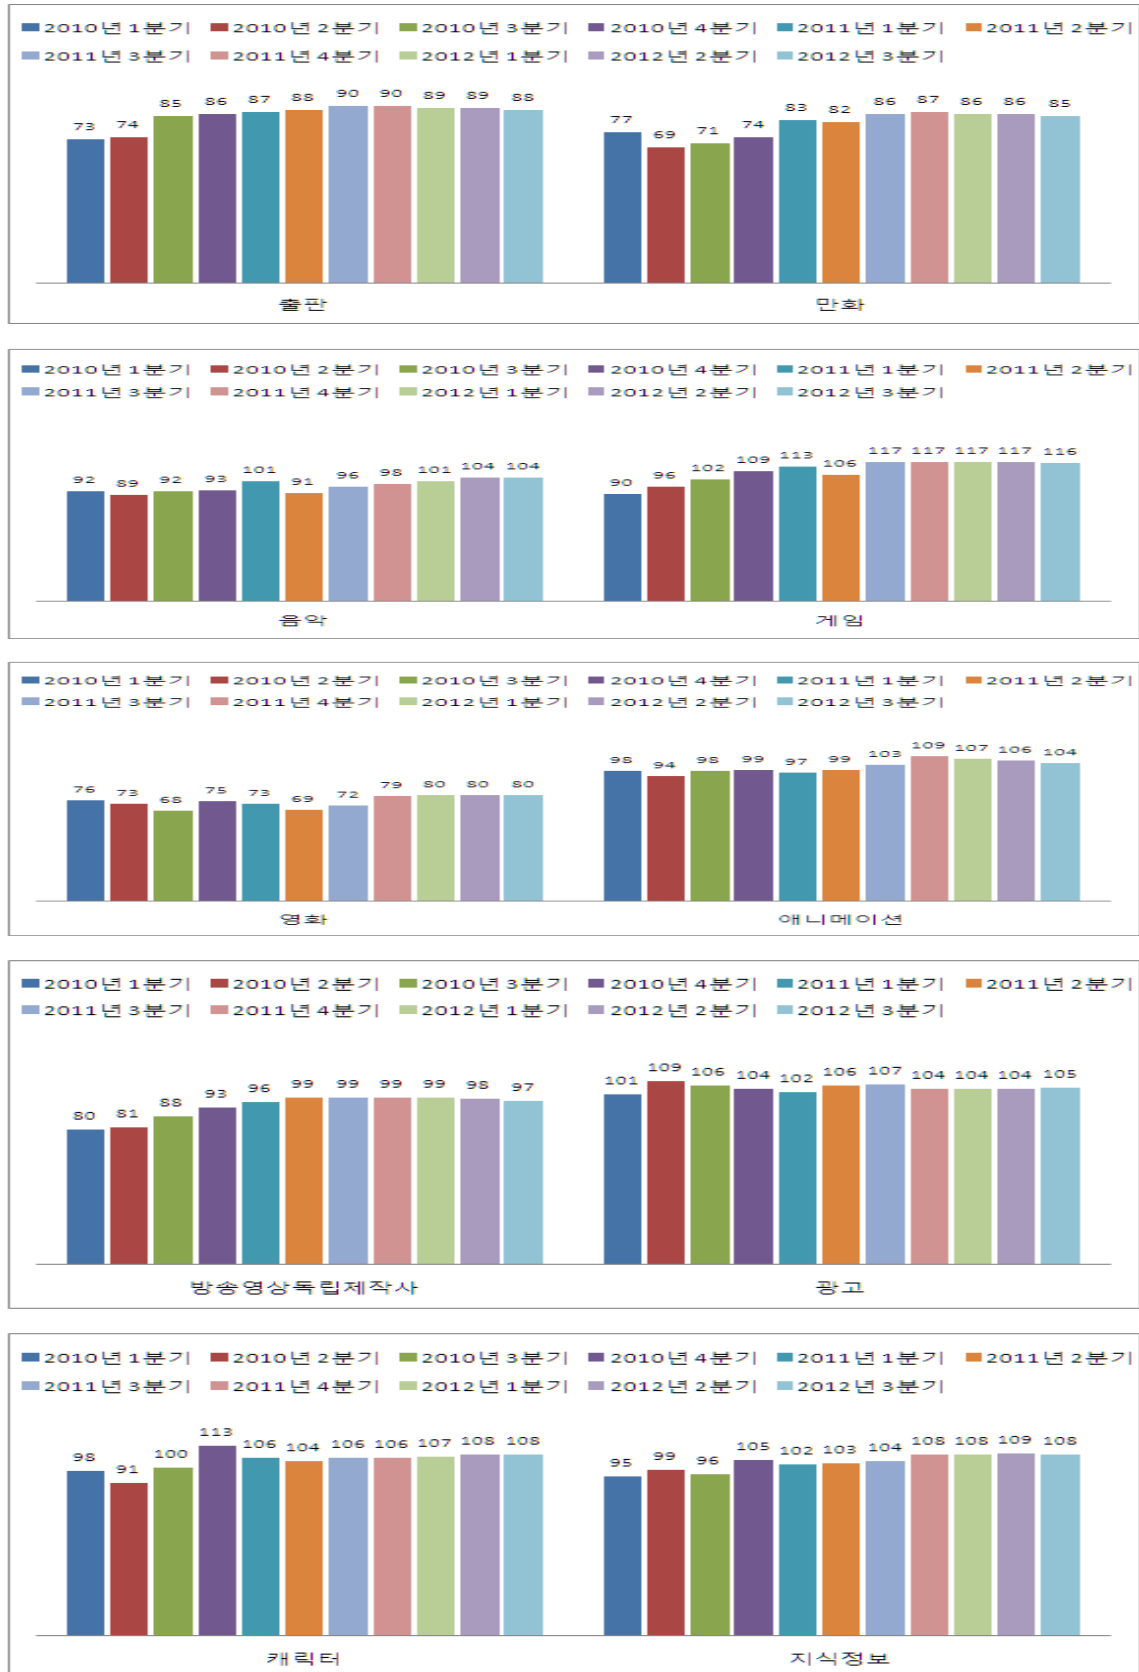 2010년 1분기 2010년 2분기 2010년 3분기 2010년 4분기 2011년 1분기 2011년 2분기
2011년 3분기 2011년 4분기 2012년 1분기 2012년 2분기 2012년 3분기
73 74 85 86 87 88 90 90 89 89 88 77 69 71 74 83 82 86 87 86 86 85
출판 만화
2010년 1분기 2010년 2분기 2010년 3분기 2010년 4분기 2011년 1분기 2011년 2분기
2011년 3분기 2011년 4분기 2012년 1분기 2012년 2분기 2012년 3분기
92 89 92 93 101 91 96 98 101 104 104 90 96 102 109 113 106 117 117 117 117 116
음악 게임
2010년 1분기 2010년 2분기 2010년 3분기 2010년 4분기 2011년 1분기 2011년 2분기
2011년 3분기 2011년 4분기 2012년 1분기 2012년 2분기 2012년 3분기
76 73 68 75 73 69 72 79 80 80 80 98 94 98 99 97 99 103 109 107 106 104
영화 애니메이션
2010년 1분기 2010년 2분기 2010년 3분기 2010년 4분기 2011년 1분기 2011년 2분기
2011년 3분기 2011년 4분기 2012년 1분기 2012년 2분기 2012년 3분기
80 81 88 93 96 99 99 99 99 98 97 101 109 106 104 102 106 107 104 104 104 105
방송영상독립제작사 광고
2010년 1분기 2010년 2분기 2010년 3분기 2010년 4분기 2011년 1분기 2011년 2분기
2011년 3분기 2011년 4분기 2012년 1분기 2012년 2분기 2012년 3분기
98 91 100 113 106 104 106 106 107 108 108 95 99 96 105 102 103 104 108 108 109 108
캐릭터 지식정보